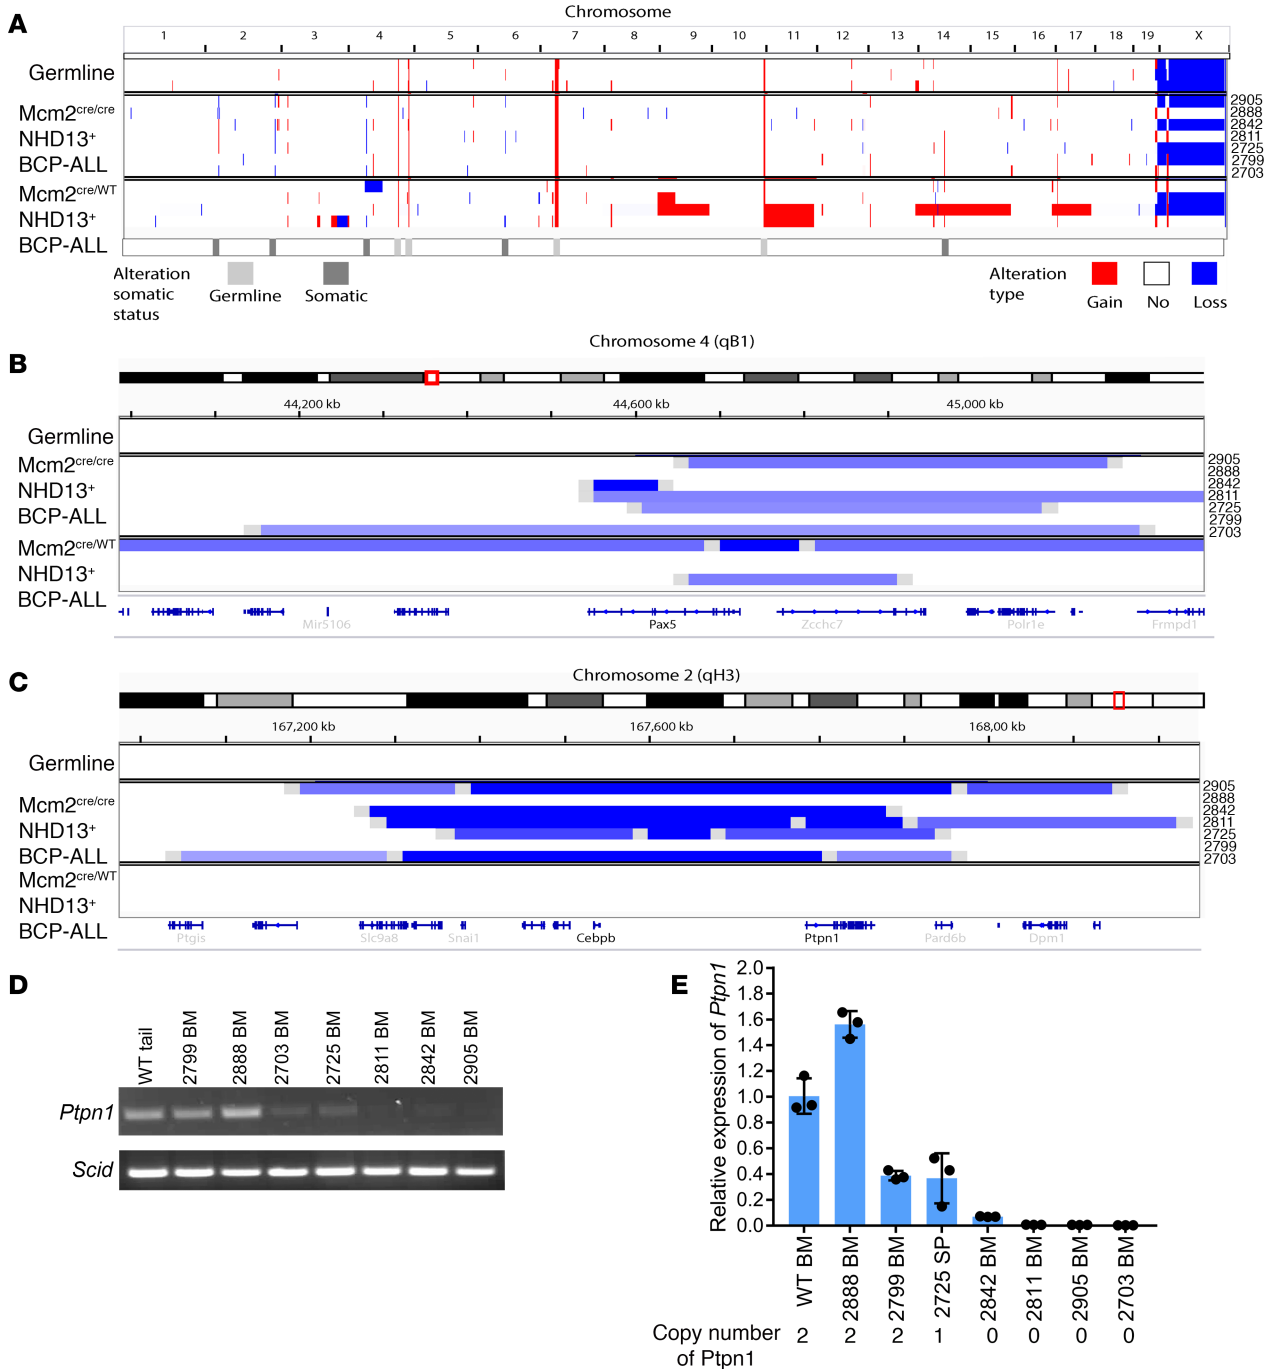 A
Chromosome
1 2 3 4 5 6 7 8 9 10 11 12 13 14 15 16 17 18 19 X
Germline
Mcm2cre/cre
NHD13+
BCP-ALL
2905
2888
2842
2811
2725
2799
2703
Mcm2cre/WT
NHD13+
BCP-ALL
Alteration
somatic
status
Germline
Somatic
Alteration
type
Gain
No
Loss
B
Chromosome 4 (qB1)
44,200 kb 44,600 kb 45,000 kb
Germline
Mcm2cre/cre
NHD13+
BCP-ALL
2905
2888
2842
2811
2725
2799
2703
Mcm2cre/WT
NHD13+
BCP-ALL
Mir5106 Pax5 Zcchc7 Polr1e Frmpd1
C
Chromosome 2 (qH3)
167,200 kb 167,600 kb 168,00 kb
Germline
Mcm2cre/cre
NHD13+
BCP-ALL
2905
2888
2842
2811
2725
2799
2703
Mcm2cre/WT
NHD13+
BCP-ALL
Ptgis Slc9a8 Snai1 Cebpb Ptpn1 Pard6b Dpm1
D
WT tail
2799 BM
2888 BM
2703 BM
2725 BM
2811 BM
2842 BM
2905 BM
Ptpn1
Scid
E
Relative expression of Ptpn1
2.0
1.8
1.6
1.4
1.2
1.0
0.8
0.6
0.4
0.2
0.0
WT BM
2888 BM
2799 BM
2725 SP
2842 BM
2811 BM
2905 BM
2703 BM
Copy number 2 2 2 1 0 0 0 0
of Ptpn1